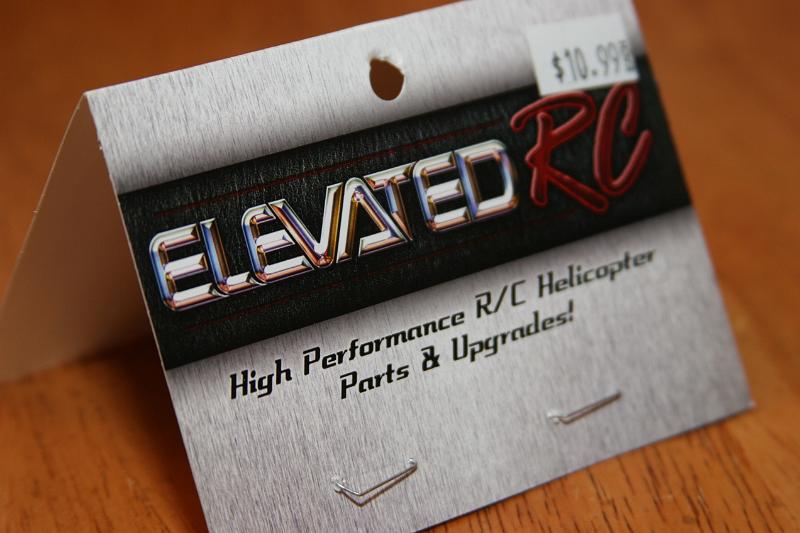 $10.99
ELEVATED RC
High Performance R/C Helicopter
Parts & Upgrades!